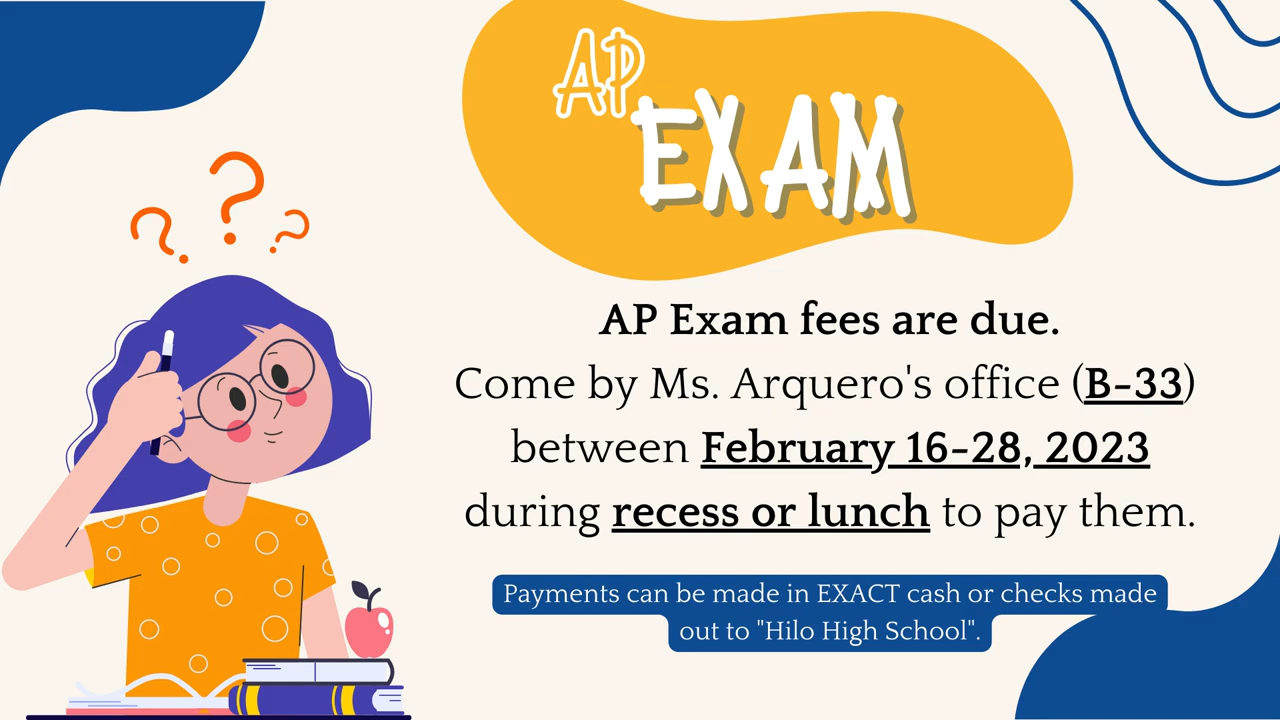 AP
EXAM
AP Exam fees are due.
Come by Ms. Arquero's office (B-33)
between February 16-28, 2023
during recess or lunch to pay them.
Payments can be made in EXACT cash or checks made
out to "Hilo High School".